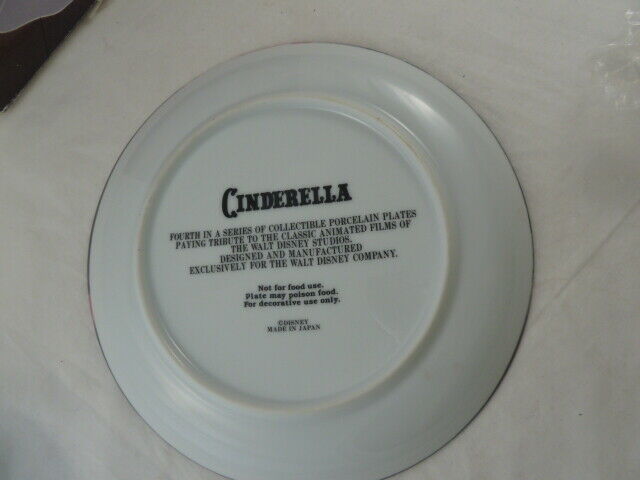 CINDERELLA
FOURTH IN A SERIES OF COLLECTIBLE PORCELAIN PLATES
PAYING TRIBUTE TO THE CLASSIC ANIMATED FILMS OF
THE WALT DISNEY STUDIOS.
DESIGNED AND MANUFACTURED
EXCLUSIVELY FOR THE WALT DISNEY COMPANY.
Not for food use.
Plate may poison food.
For decorative use only.
©DISNEY
MADE IN JAPAN